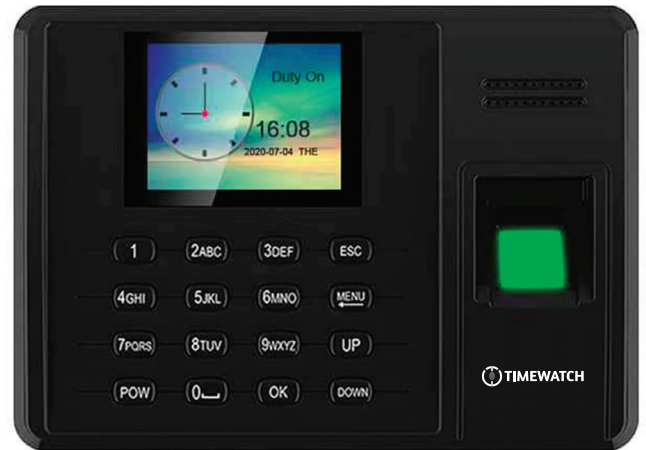 Duty On
16:08
2020-07-04 THE
1 2ABC 3DEF ESC
4GHI 5JKL 6MNO MENU
7PQRS 8TUV 9WXYZ UP
POW 0 OK DOWN
TIMEWATCH